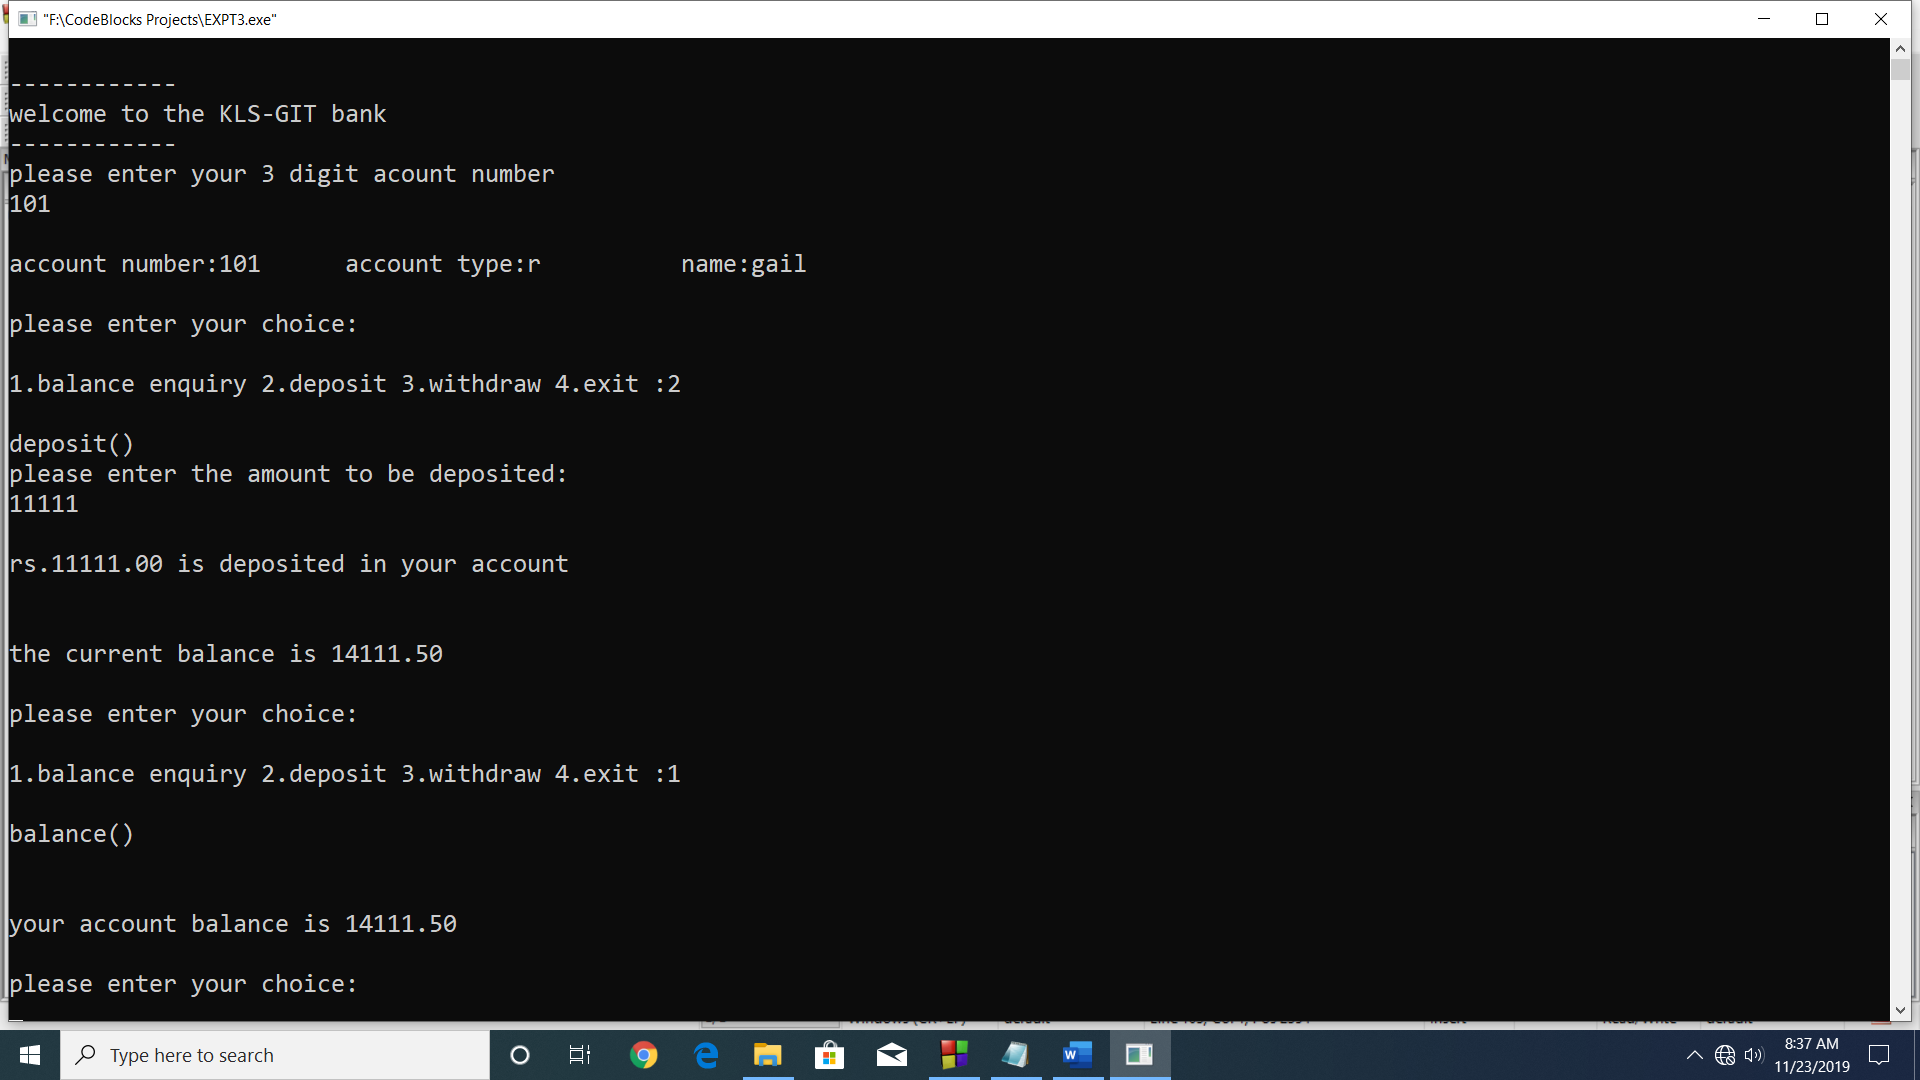 "F:\CodeBlocks Projects\EXPT3.exe"
------------
welcome to the KLS-GIT bank
------------
please enter your 3 digit acount number
101
account number:101      account type:r          name:gail
please enter your choice:
1.balance enquiry 2.deposit 3.withdraw 4.exit :2
deposit()
please enter the amount to be deposited:
11111
rs.11111.00 is deposited in your account
the current balance is 14111.50
please enter your choice:
1.balance enquiry 2.deposit 3.withdraw 4.exit :1
balance()
your account balance is 14111.50
please enter your choice:
Type here to search
8:37 AM
11/23/2019